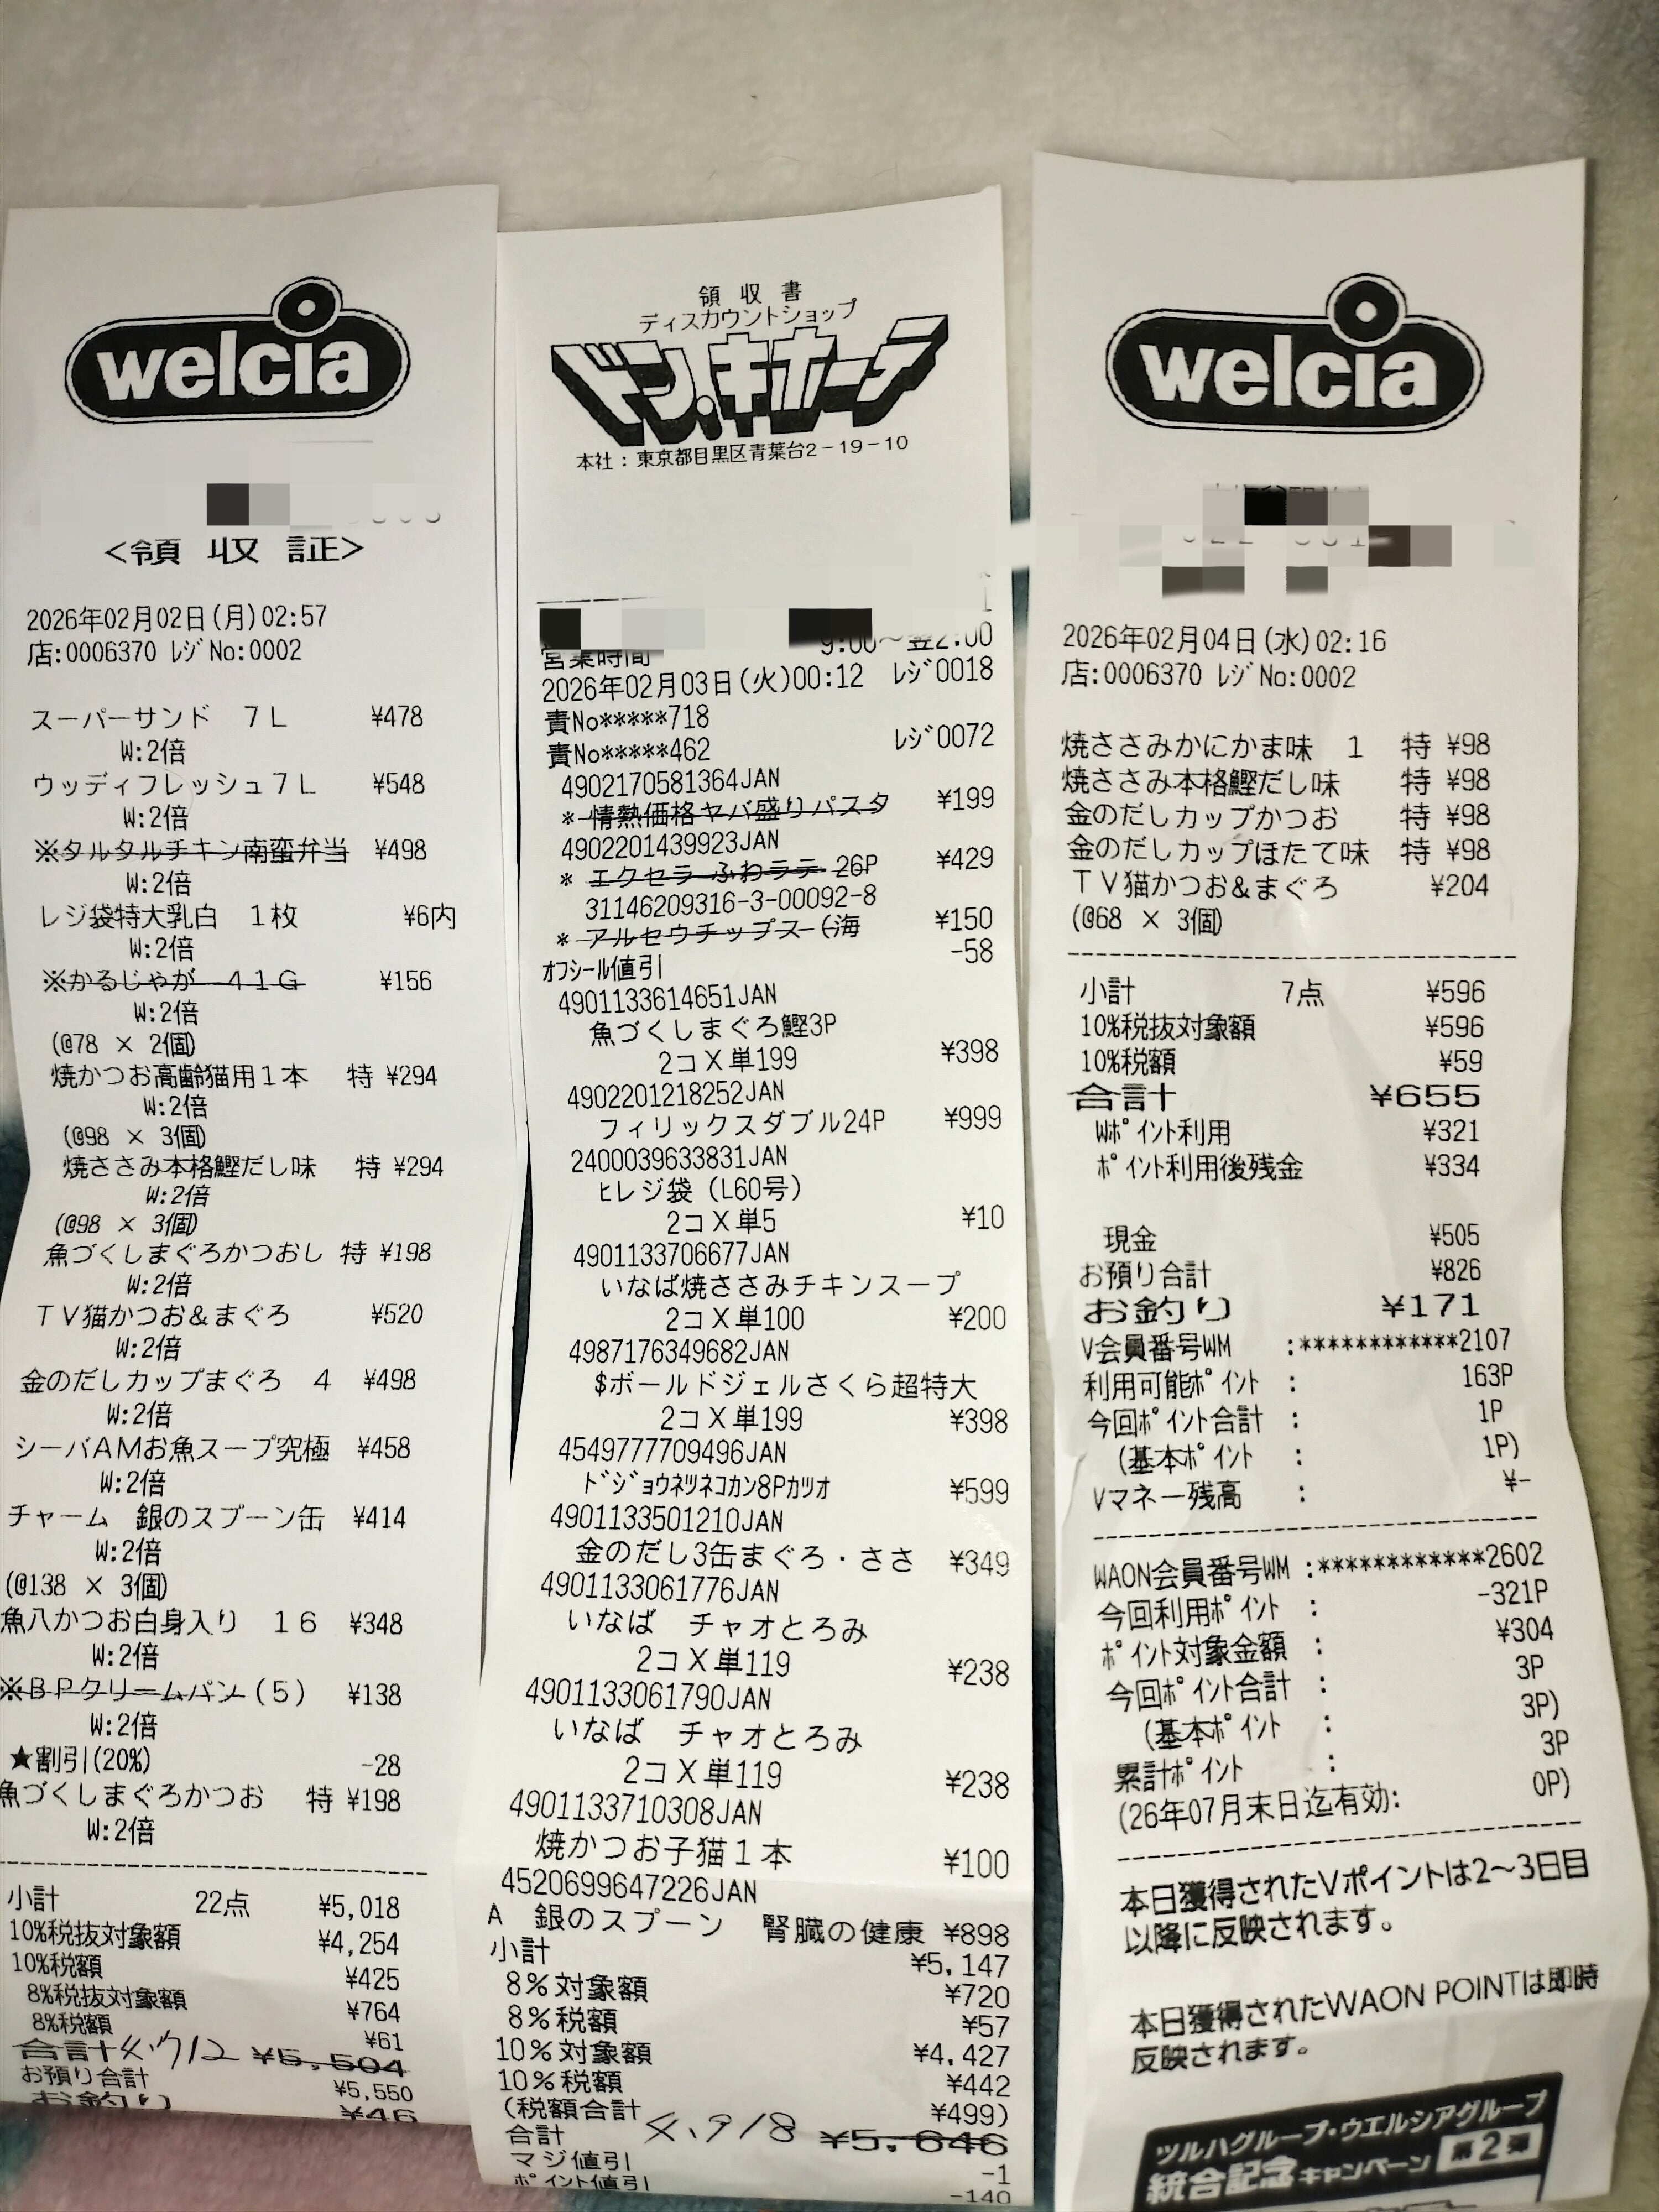 welcia
<領収証>
2026年02月02日(月)02:57
店:0006370 レジNo:0002
スーパーサンド 7L ¥478
W:2倍
ウッディフレッシュ7L ¥548
W:2倍
※タルタルチキン南蛮弁当 ¥498
W:2倍
レジ袋特大乳白 1枚 ¥6内
W:2倍
※かるじゃが 41G ¥156
W:2倍
(@78 × 2個)
焼かつお高齢猫用1本 特 ¥294
W:2倍
(@98 × 3個)
焼ささみ本格鰹だし味 特 ¥294
W:2倍
(@98 × 3個)
魚づくしまぐろかつおし 特 ¥198
W:2倍
TV猫かつお&まぐろ ¥520
W:2倍
金のだしカップまぐろ 4 ¥498
W:2倍
シーバAMお魚スープ究極 ¥458
W:2倍
チャーム 銀のスプーン缶 ¥414
W:2倍
(@138 × 3個)
魚八かつお白身入り 16 ¥348
W:2倍
※BPクリームパン(5) ¥138
W:2倍
★割引(20%) -28
魚づくしまぐろかつお 特 ¥198
W:2倍
小計 22点 ¥5,018
10%税抜対象額 ¥4,254
10%税額 ¥425
8%税抜対象額 ¥764
8%税額 ¥61
合計 4.712 ¥5,504
お預り合計 ¥5,550
お釣り ¥46
領収書
ディスカウントショップ
ドン.キホーテ
本社:東京都目黒区青葉台2-19-10
営業時間 9:00～翌2:00
2026年02月03日(火)00:12 レジ0018
責No*****718
責No*****462 レジ0072
4902170581364JAN
* 情熱価格ヤバ盛りパスタ ¥199
4902201439923JAN
* エクセラ ふわラテ 26P ¥429
31146209316-3-00092-8
* アルセウチップス (海 ¥150
オフシール値引 -58
4901133614651JAN
魚づくしまぐろ鰹3P
2コX単199 ¥398
4902201218252JAN
フィリックスダブル24P ¥999
2400039633831JAN
ヒレジ袋 (L60号)
2コX単5 ¥10
4901133706677JAN
いなば焼ささみチキンスープ
2コX単100 ¥200
4987176349682JAN
$ボールドジェルさくら超特大
2コX単199 ¥398
4549777709496JAN
ドジョウネツネコカン8Pカツオ ¥599
4901133501210JAN
金のだし3缶まぐろ・ささ ¥349
4901133061776JAN
いなば チャオとろみ
2コX単119 ¥238
4901133061790JAN
いなば チャオとろみ
2コX単119 ¥238
4901133710308JAN
焼かつお子猫1本 ¥100
4520699647226JAN
A 銀のスプーン 腎臓の健康 ¥898
小計 ¥5,147
8%対象額 ¥720
8%税額 ¥57
10%対象額 ¥4,427
10%税額 ¥442
(税額合計 ¥499)
合計 4.918 ¥5,646
マジ値引 -1
ポイント値引 -140
welcia
2026年02月04日(水)02:16
店:0006370 レジNo:0002
焼ささみかにかま味 1 特 ¥98
焼ささみ本格鰹だし味 特 ¥98
金のだしカップかつお 特 ¥98
金のだしカップほたて味 特 ¥98
TV猫かつお&まぐろ ¥204
(@68 × 3個)
小計 7点 ¥596
10%税抜対象額 ¥596
10%税額 ¥59
合計 ¥655
Wポイント利用 ¥321
ポイント利用後残金 ¥334
現金 ¥505
お預り合計 ¥826
お釣り ¥171
V会員番号WM :************2107
利用可能ポイント : 163P
今回ポイント合計 : 1P
(基本ポイント : 1P)
Vマネー残高 : ¥-
WAON会員番号WM :************2602
今回利用ポイント : -321P
ポイント対象金額 : ¥304
今回ポイント合計 : 3P
(基本ポイント : 3P)
累計ポイント : 3P
(26年07月末日迄有効: 0P)
本日獲得されたVポイントは2～3日目
以降に反映されます。
本日獲得されたWAON POINTは即時
反映されます。
ツルハグループ・ウエルシアグループ
統合記念キャンペーン 第2弾